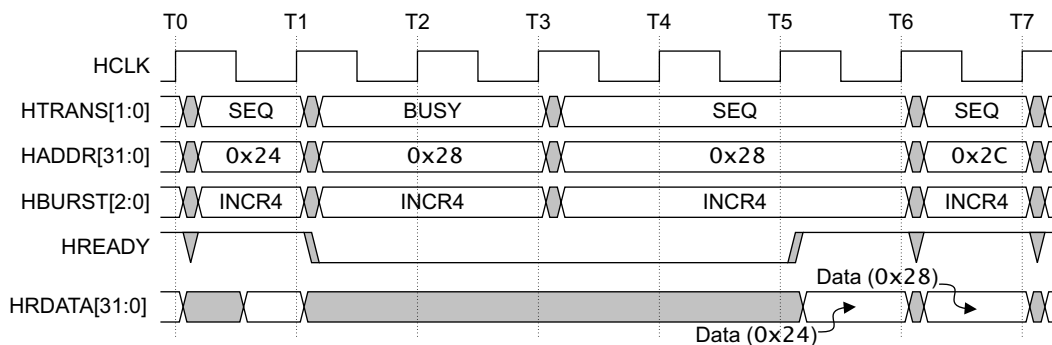 T0 T1 T2 T3 T4 T5 T6 T7
HCLK
HTRANS[1:0] SEQ BUSY SEQ SEQ
HADDR[31:0] 0x24 0x28 0x28 0x2C
HBURST[2:0] INCR4 INCR4 INCR4 INCR4
HREADY
Data (0x28)
HRDATA[31:0]
Data (0x24)